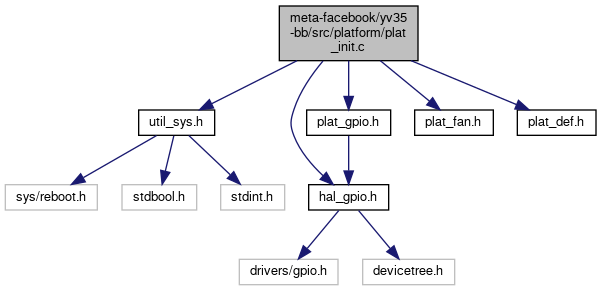 meta-facebook/yv35
-bb/src/platform/plat
_init.c
util_sys.h
plat_gpio.h
plat_fan.h
plat_def.h
sys/reboot.h
stdbool.h
stdint.h
hal_gpio.h
drivers/gpio.h
devicetree.h